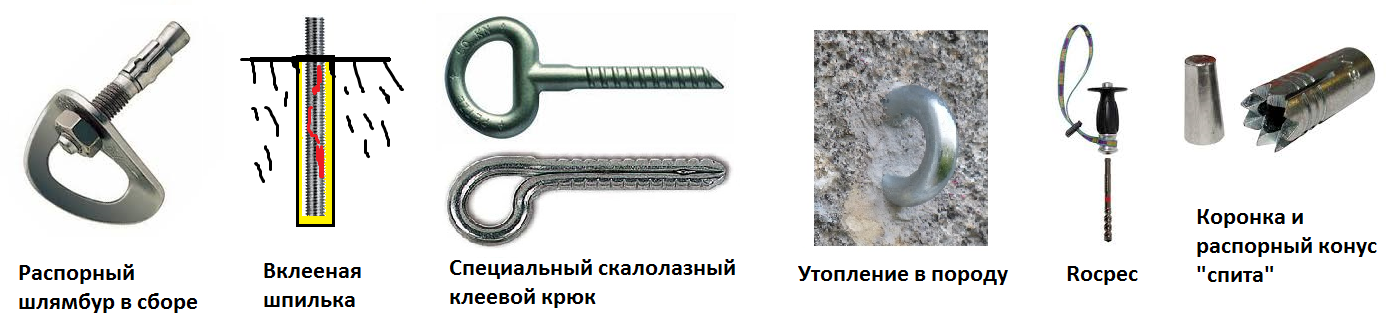 Распорный
шлямбур в сборе
Вклееная
шпилька
Специальный скалолазный
клеевой крюк
Утопление в породу
Rocpec
Коронка и
распорный конус
"спита"